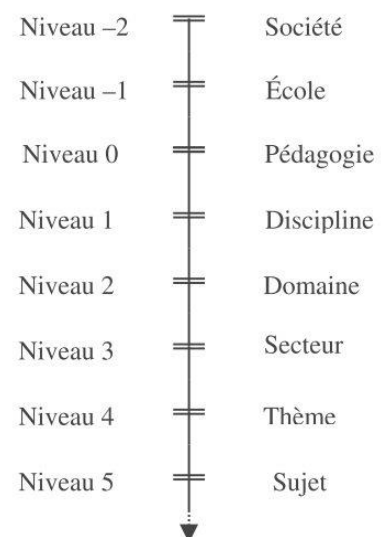 Niveau –2 Société
Niveau –1 École
Niveau 0 Pédagogie
Niveau 1 Discipline
Niveau 2 Domaine
Niveau 3 Secteur
Niveau 4 Thème
Niveau 5 Sujet